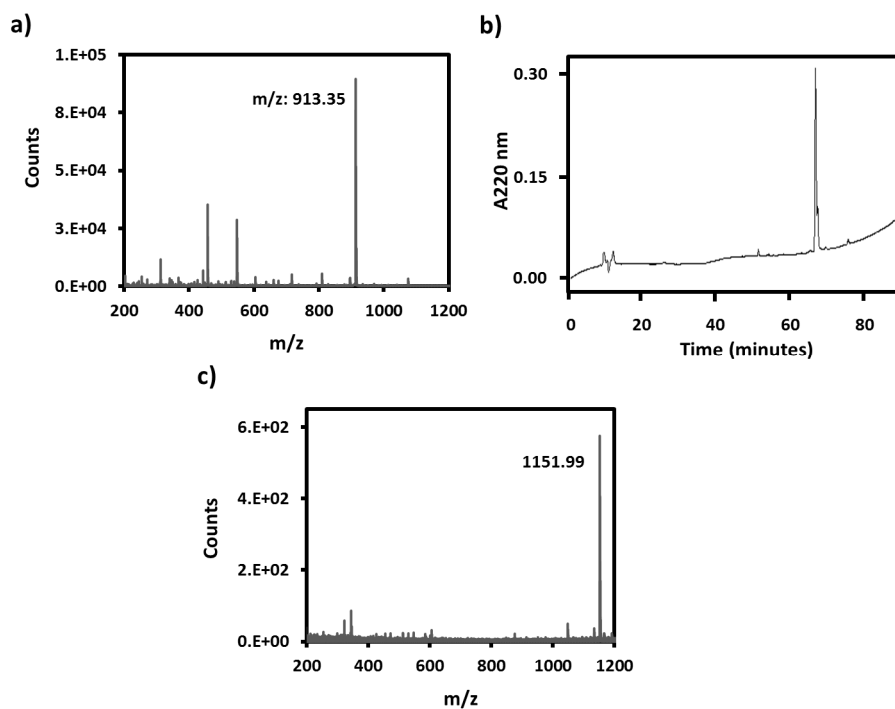 a)
1.E+05
8.E+04
5.E+04
3.E+04
0.E+00
Counts
m/z: 913.35
200 400 600 800 1000 1200
m/z
b)
0.30
0.15
0.00
A220 nm
0 20 40 60 80
Time (minutes)
c)
6.E+02
4.E+02
2.E+02
0.E+00
Counts
1151.99
200 400 600 800 1000 1200
m/z